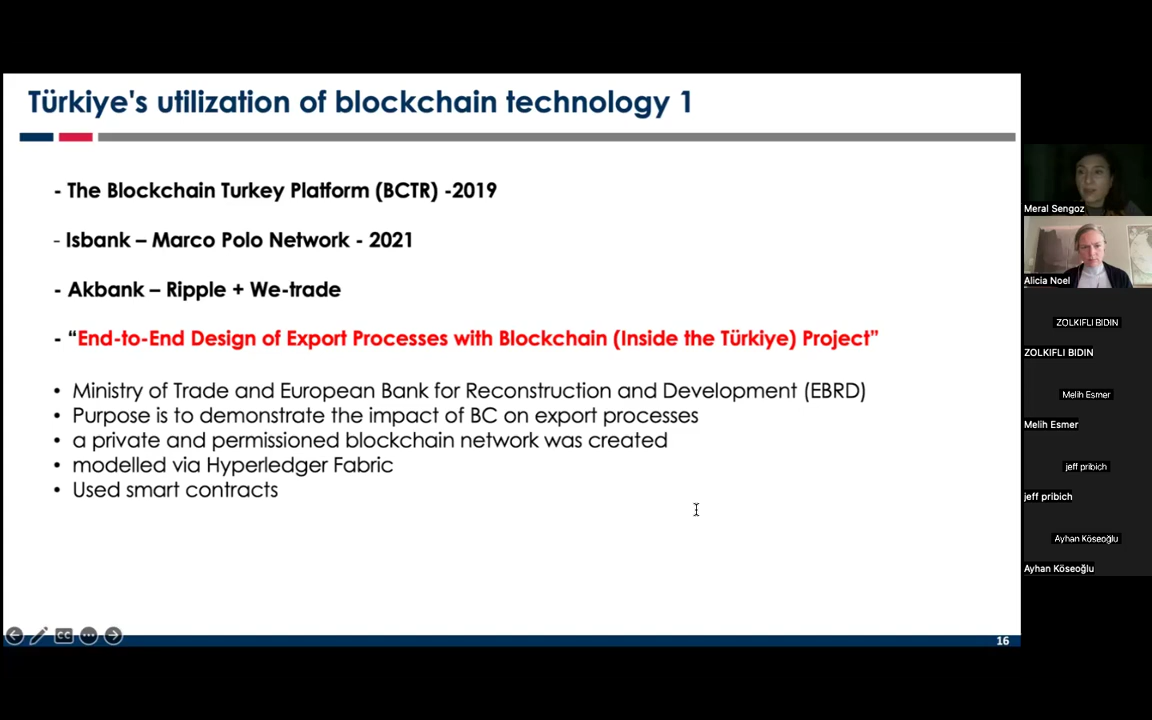 Türkiye's utilization of blockchain technology 1
- The Blockchain Turkey Platform (BCTR) -2019
- Isbank – Marco Polo Network - 2021
- Akbank – Ripple + We-trade
- “End-to-End Design of Export Processes with Blockchain (Inside the Türkiye) Project”
• Ministry of Trade and European Bank for Reconstruction and Development (EBRD)
• Purpose is to demonstrate the impact of BC on export processes
• a private and permissioned blockchain network was created
• modelled via Hyperledger Fabric
• Used smart contracts
CC
16
Meral Sengoz
Alicia Noel
ZOLKIFLI BIDIN
ZOLKIFLI BIDIN
Melih Esmer
Melih Esmer
jeff pribich
jeff pribich
Ayhan Köseoğlu
Ayhan Köseoğlu